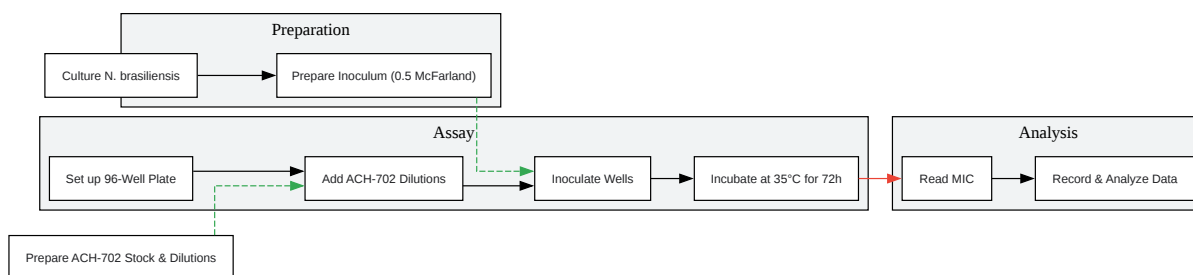 Preparation
Culture N. brasiliensis
Prepare Inoculum (0.5 McFarland)
Assay
Set up 96-Well Plate
Add ACH-702 Dilutions
Inoculate Wells
Incubate at 35°C for 72h
Analysis
Read MIC
Record & Analyze Data
Prepare ACH-702 Stock & Dilutions